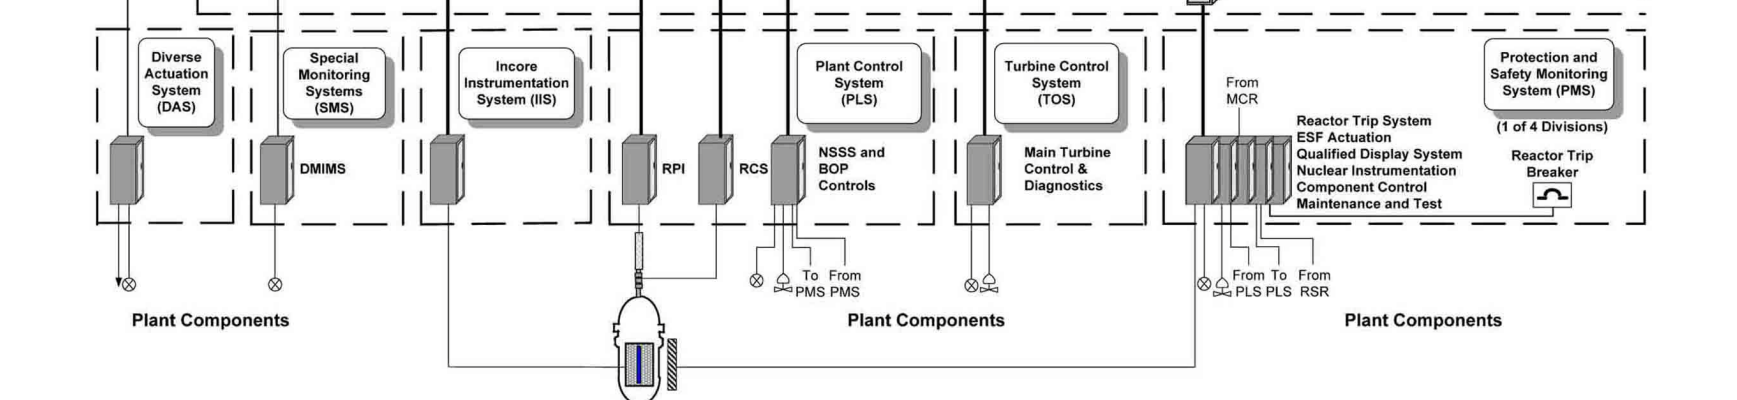 Diverse
Actuation
System
(DAS)
Special
Monitoring
Systems
(SMS)
DMIMS
Incore
Instrumentation
System (IIS)
RPI
RCS
Plant Control
System
(PLS)
NSSS and
BOP
Controls
Turbine Control
System
(TOS)
Main Turbine
Control &
Diagnostics
From
MCR
Protection and
Safety Monitoring
System (PMS)
(1 of 4 Divisions)
Reactor Trip System
ESF Actuation
Qualified Display System
Nuclear Instrumentation
Component Control
Maintenance and Test
Reactor Trip
Breaker
To
PMS
From
PMS
From
PLS
To
PLS
From
RSR
Plant Components
Plant Components
Plant Components